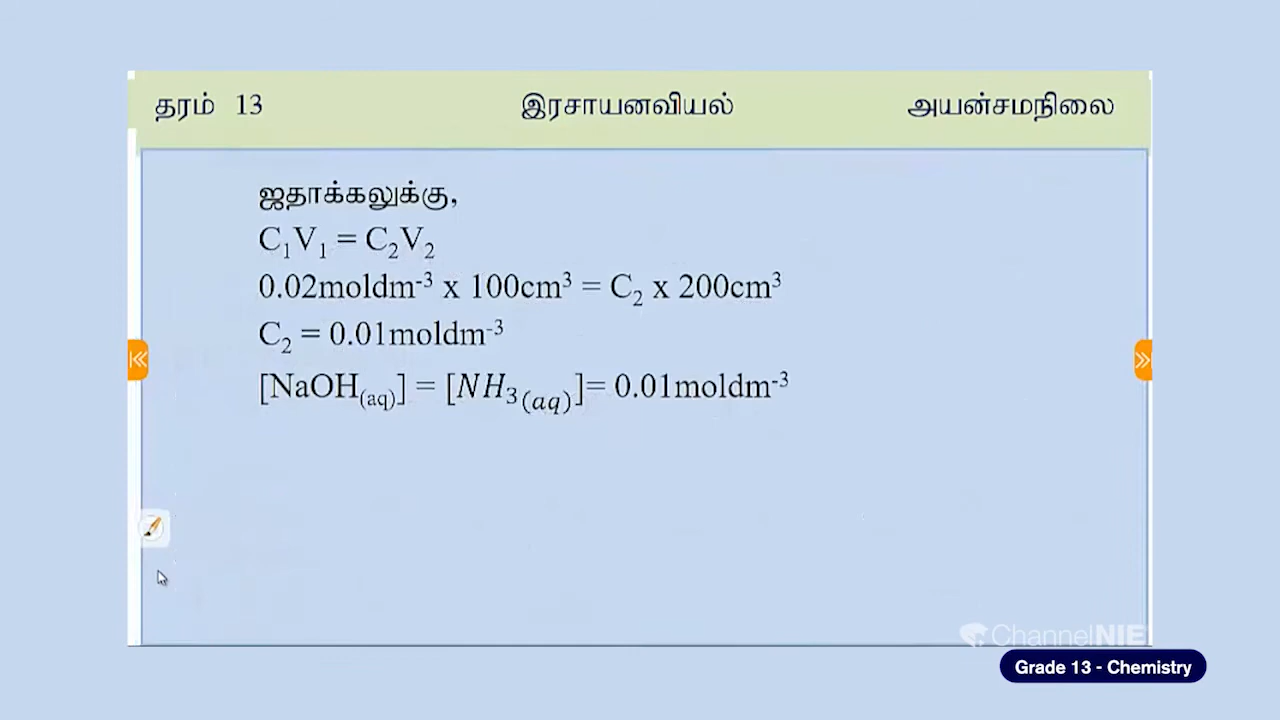 தரம் 13 இரசாயனவியல் அயன்சமநிலை
ஐதாக்கலுக்கு,
C₁V₁ = C₂V₂
0.02moldm⁻³ x 100cm³ = C₂ x 200cm³
C₂ = 0.01moldm⁻³
[NaOH₍aq₎] = [NH₃₍aq₎]= 0.01moldm⁻³
ChannelNIE
Grade 13 - Chemistry